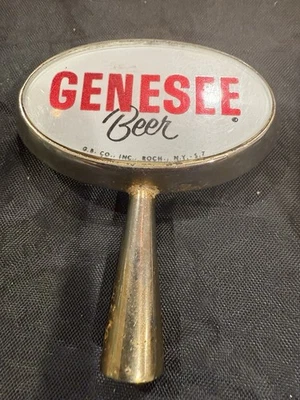 GENESEE
Beer
G.B. CO., INC., ROCH., N.Y. - S.T